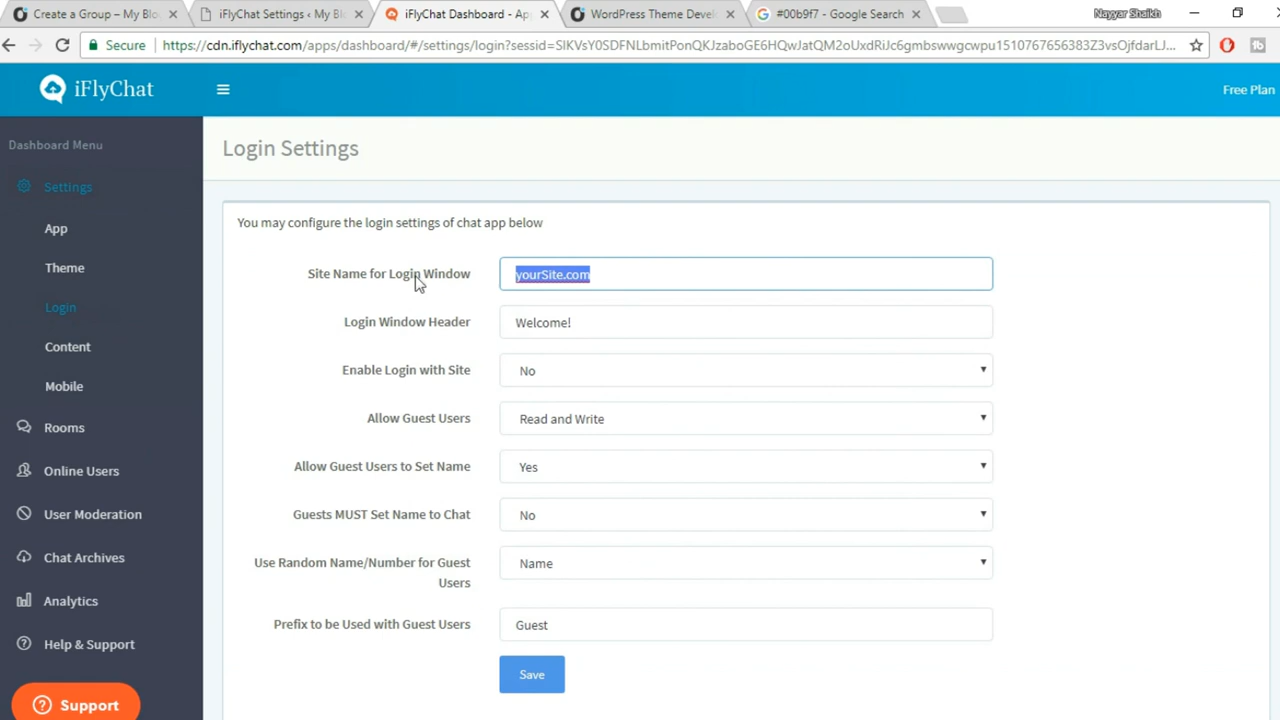 Create a Group – My Blo
iFlyChat Settings ‹ My Bl
iFlyChat Dashboard - Ap
WordPress Theme Devel
#00b9f7 - Google Search
Nayyar Shaikh
Secure
https://cdn.iflychat.com/apps/dashboard/#/settings/login?sessid=
iFlyChat
Free Plan
Dashboard Menu
Settings
App
Theme
Login
Content
Mobile
Rooms
Online Users
User Moderation
Chat Archives
Analytics
Help & Support
Support
Login Settings
You may configure the login settings of chat app below
Site Name for Login Window
yourSite.com
Login Window Header
Welcome!
Enable Login with Site
No
Allow Guest Users
Read and Write
Allow Guest Users to Set Name
Yes
Guests MUST Set Name to Chat
No
Use Random Name/Number for Guest
Users
Name
Prefix to be Used with Guest Users
Guest
Save